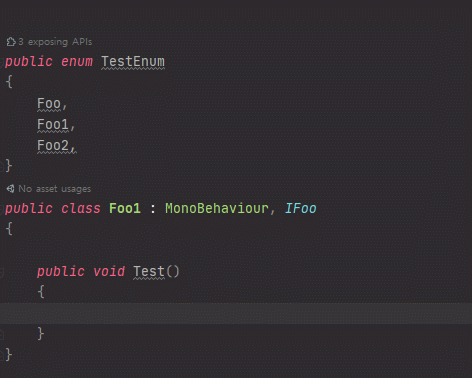 3 exposing APIs
public enum TestEnum
{
Foo,
Foo1,
Foo2,
}
No asset usages
public class Foo1 : MonoBehaviour, IFoo
{
public void Test()
{
}
}